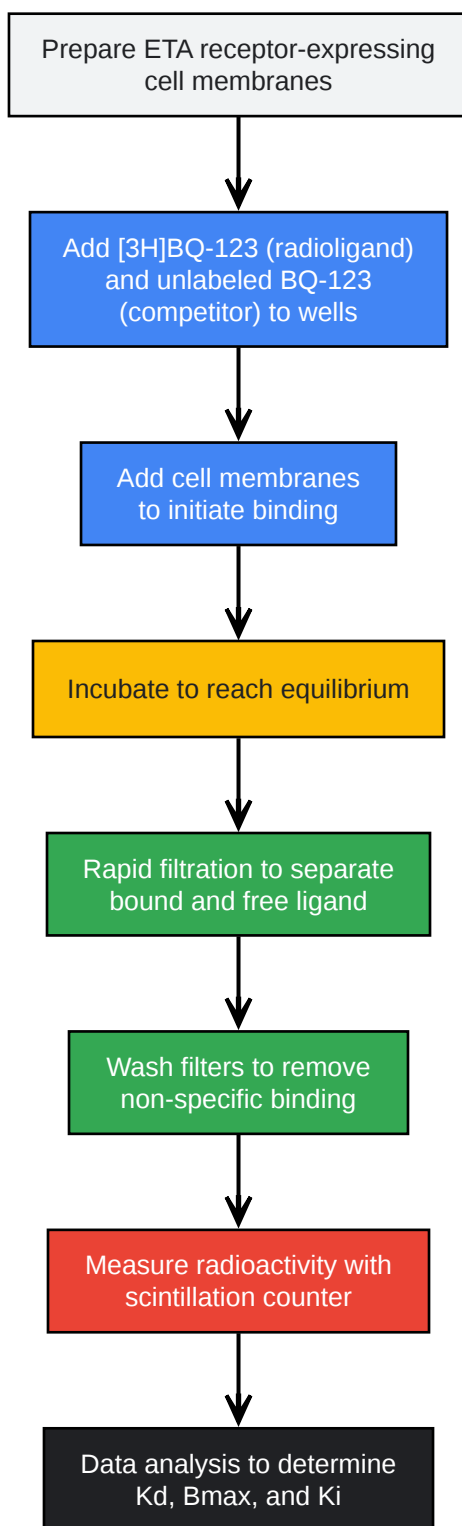 Prepare ETA receptor-expressing
cell membranes
Add [3H]BQ-123 (radioligand)
and unlabeled BQ-123
(competitor) to wells
Add cell membranes
to initiate binding
Incubate to reach equilibrium
Rapid filtration to separate
bound and free ligand
Wash filters to remove
non-specific binding
Measure radioactivity with
scintillation counter
Data analysis to determine
Kd, Bmax, and Ki